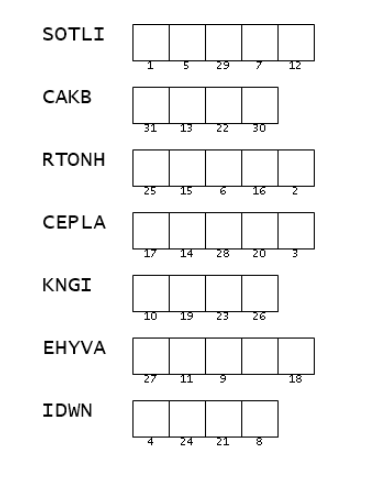 SOTLI
1 5 29 7 12
CAKB
31 13 22 30
RTONH
25 15 6 16 2
CEPLA
17 14 28 20 3
KNGI
10 19 23 26
EHYVA
27 11 9 18
IDWN
4 24 21 8